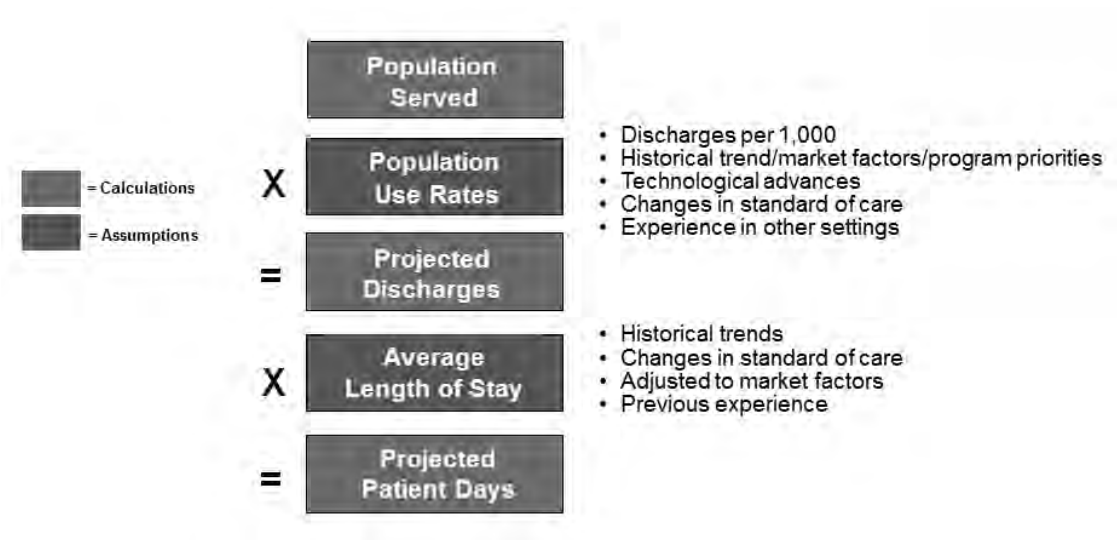 Population
Served
X
Population
Use Rates
• Discharges per 1,000
• Historical trend/market factors/program priorities
• Technological advances
• Changes in standard of care
• Experience in other settings
= Calculations
= Assumptions
=
Projected
Discharges
X
Average
Length of Stay
• Historical trends
• Changes in standard of care
• Adjusted to market factors
• Previous experience
=
Projected
Patient Days